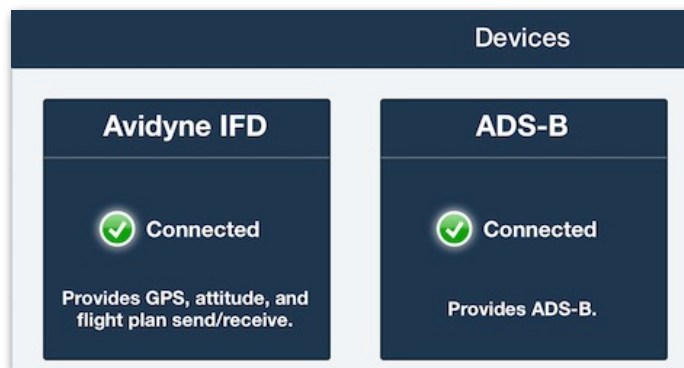 Devices
Avidyne IFD
Connected
Provides GPS, attitude, and
flight plan send/receive.
ADS-B
Connected
Provides ADS-B.